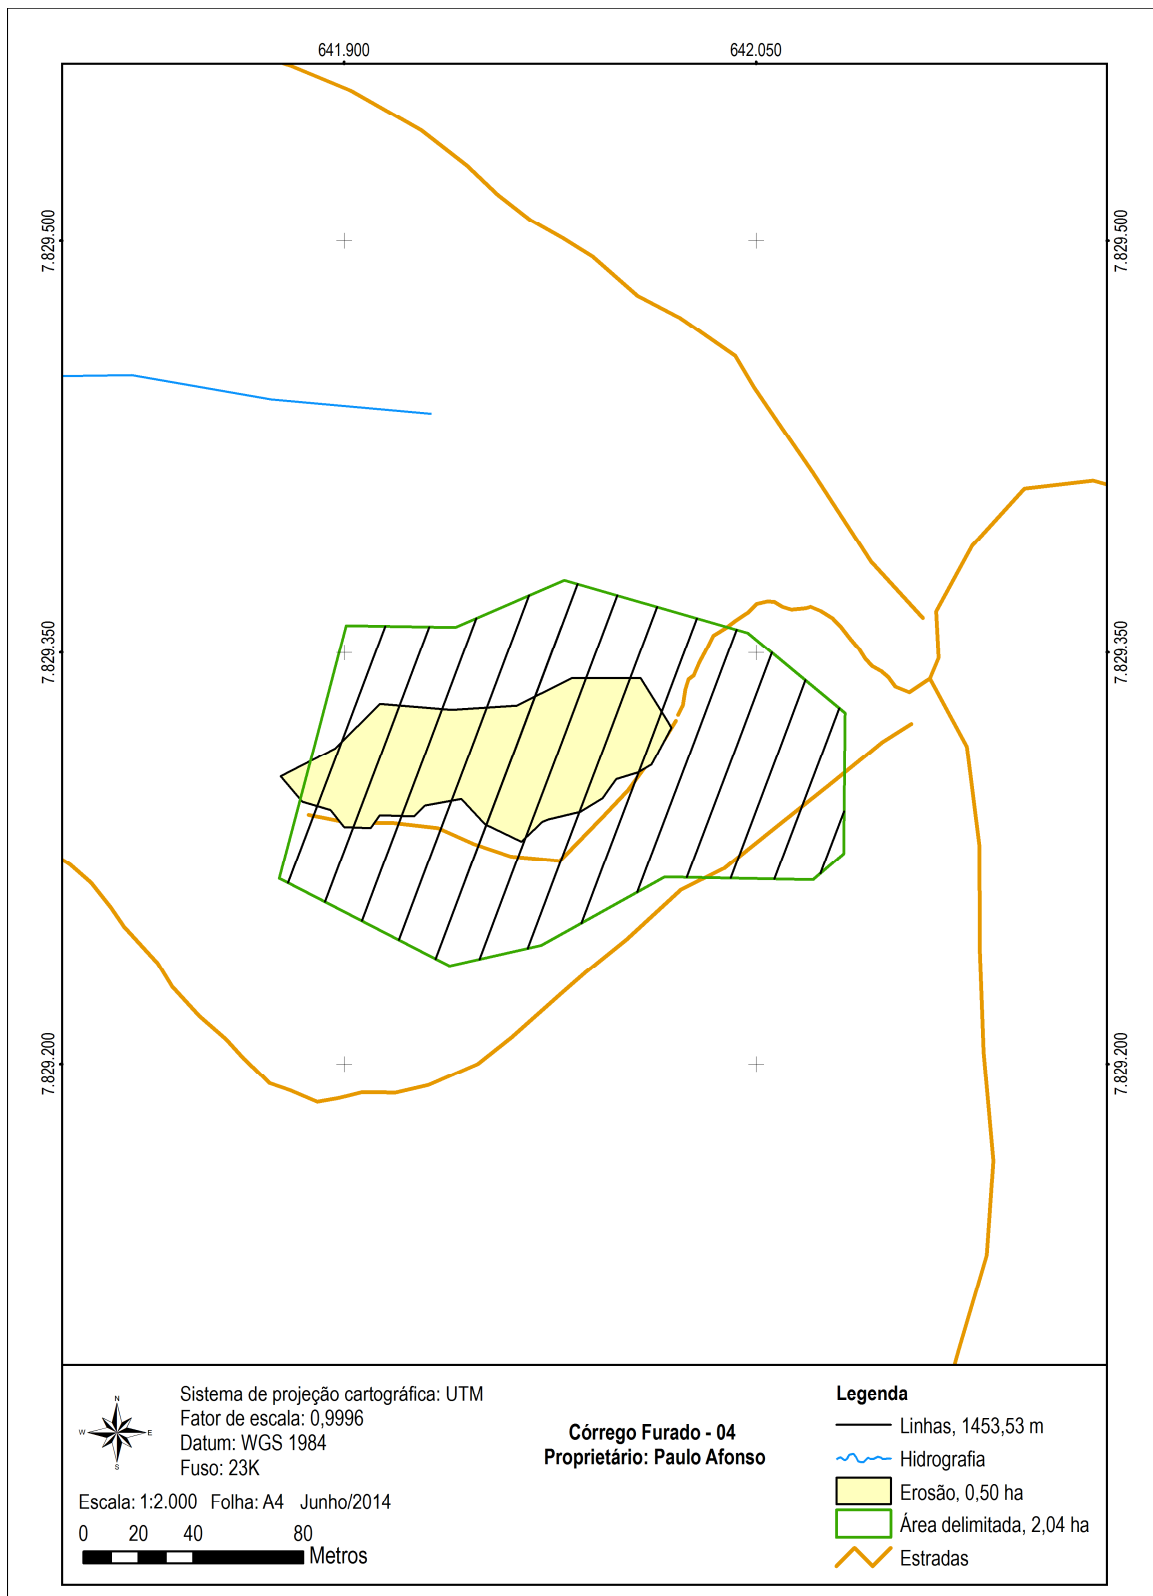 641.900 642.050
7.829.500 7.829.500
7.829.350 7.829.350
7.829.200 7.829.200
N
W E
S
Sistema de projeção cartográfica: UTM
Fator de escala: 0,9996
Datum: WGS 1984
Fuso: 23K
Escala: 1:2.000 Folha: A4 Junho/2014
0 20 40 80
Metros
Córrego Furado - 04
Proprietário: Paulo Afonso
Legenda
Linhas, 1453,53 m
Hidrografia
Erosão, 0,50 ha
Área delimitada, 2,04 ha
Estradas